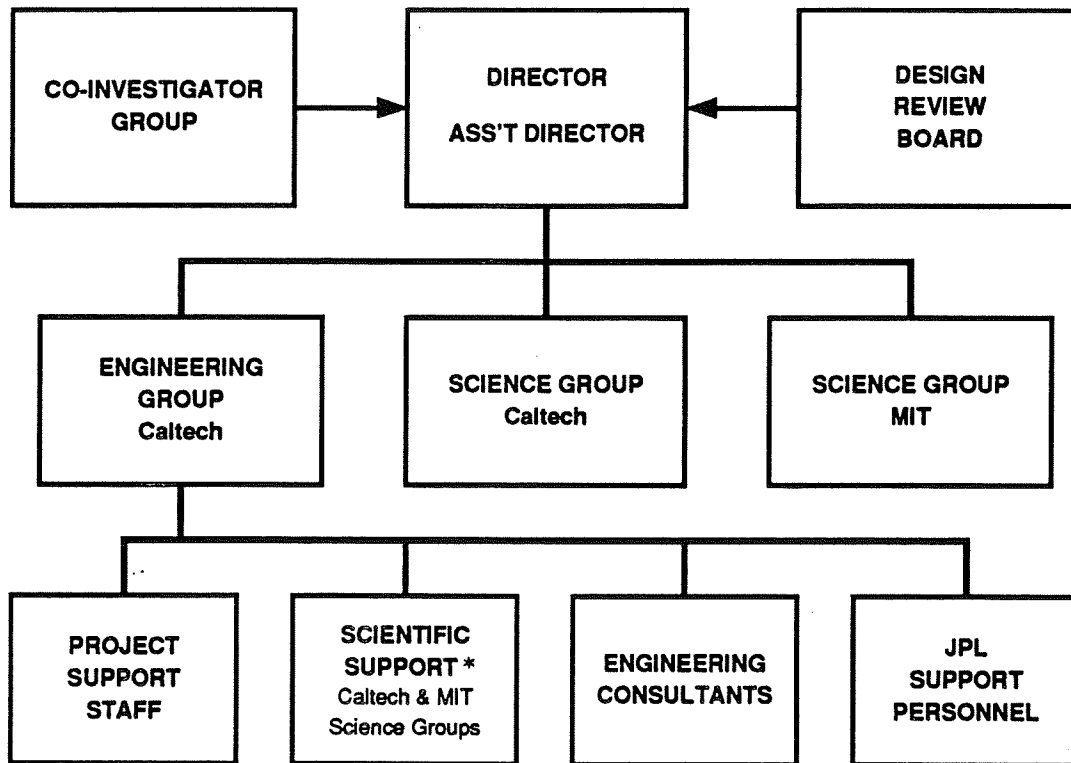 CO-INVESTIGATOR
GROUP
DIRECTOR
ASS'T DIRECTOR
DESIGN
REVIEW
BOARD
ENGINEERING
GROUP
Caltech
SCIENCE GROUP
Caltech
SCIENCE GROUP
MIT
PROJECT
SUPPORT
STAFF
SCIENTIFIC
SUPPORT *
Caltech & MIT
Science Groups
ENGINEERING
CONSULTANTS
JPL
SUPPORT
PERSONNEL